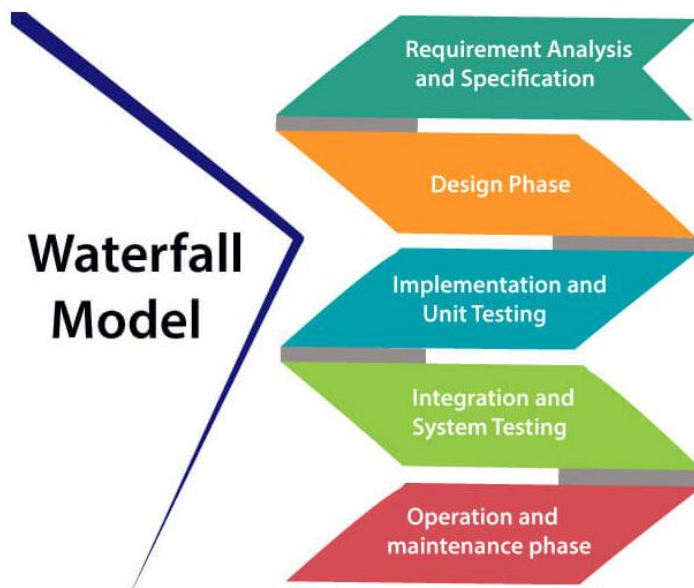 Waterfall
Model
Requirement Analysis
and Specification
Design Phase
Implementation and
Unit Testing
Integration and
System Testing
Operation and
maintenance phase